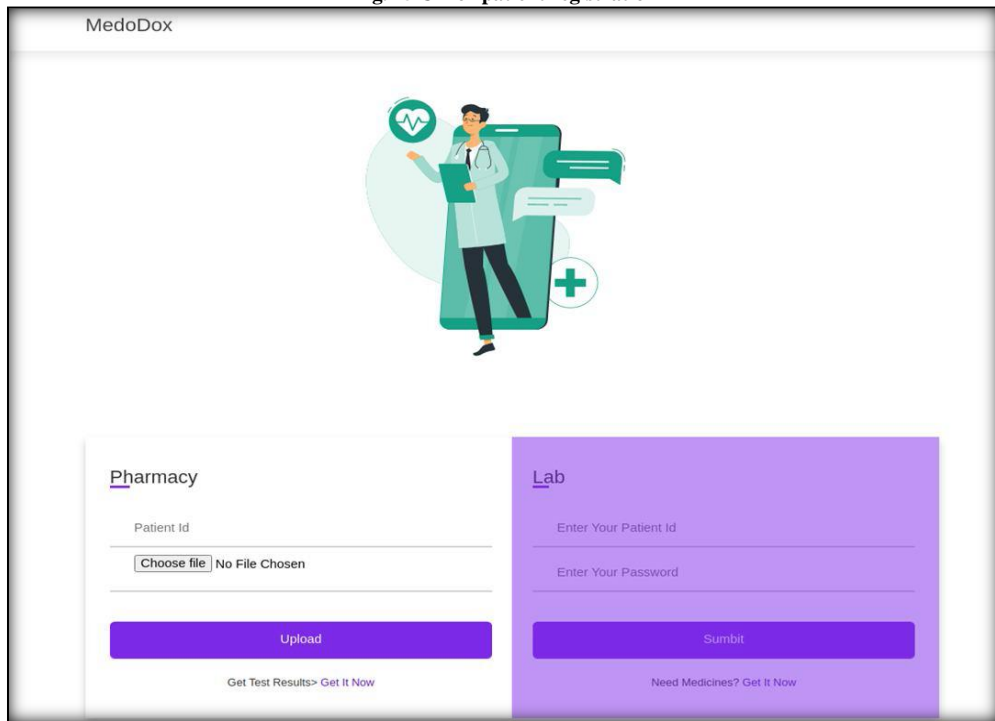 MedoDox
Pharmacy
Patient Id
Choose file No File Chosen
Upload
Get Test Results> Get It Now
Lab
Enter Your Patient Id
Enter Your Password
Sumbit
Need Medicines? Get It Now